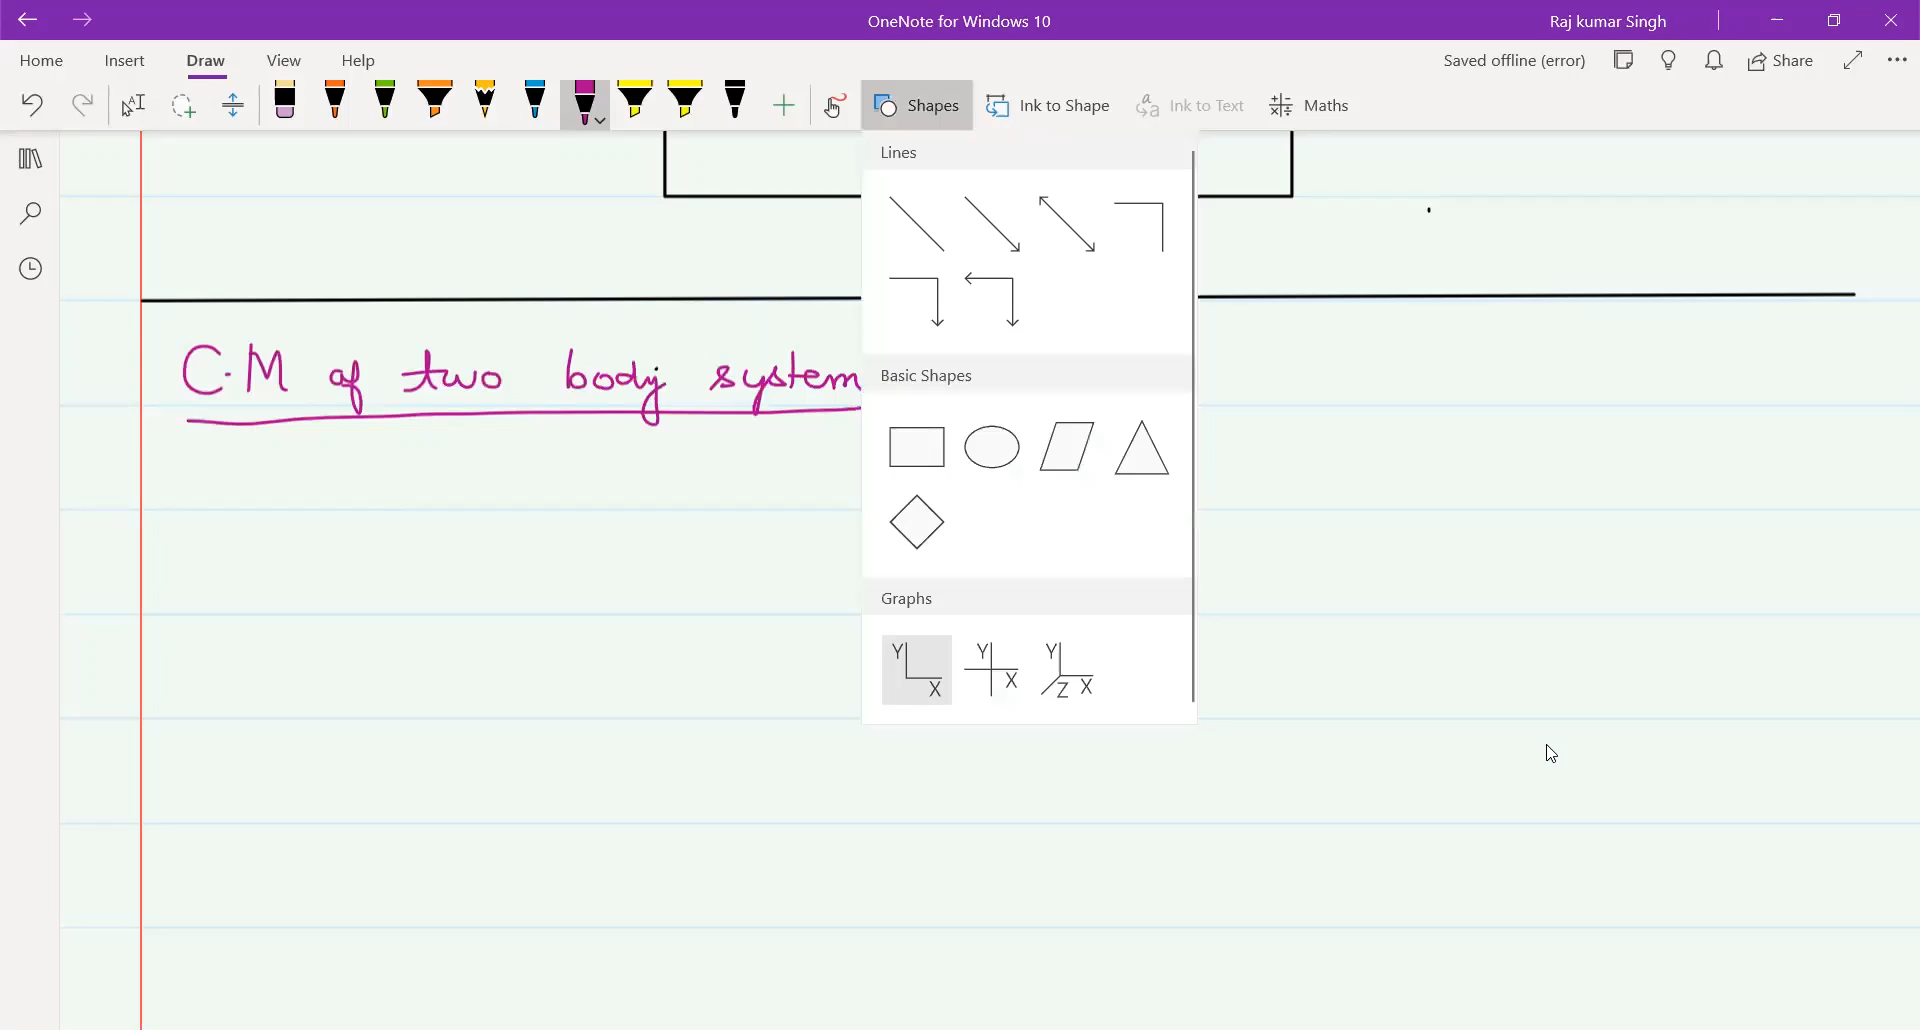 OneNote for Windows 10
Raj kumar Singh
Home Insert Draw View Help
Saved offline (error)
Share
Shapes
Ink to Shape
Ink to Text
Maths
Lines
Basic Shapes
Graphs
Y X
Y X
Y Z X
C.M of two body system